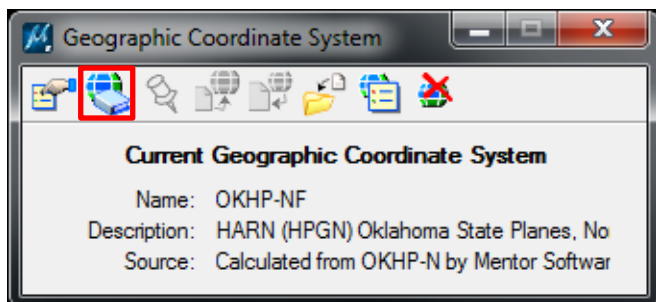 Geographic Coordinate System
Current Geographic Coordinate System
Name: OKHP-NF
Description: HARN (HPGN) Oklahoma State Planes, No
Source: Calculated from OKHP-N by Mentor Softwar